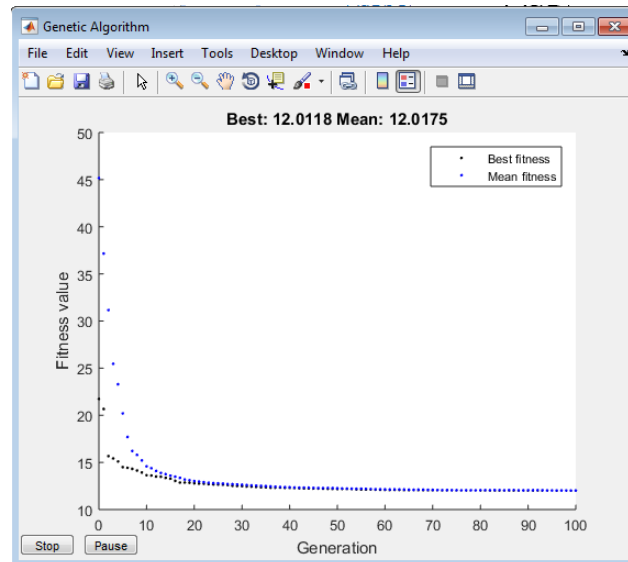 Genetic Algorithm
File Edit View Insert Tools Desktop Window Help
Best: 12.0118 Mean: 12.0175
50
45
40
35
30
25
20
15
10
Fitness value
Best fitness
Mean fitness
0 10 20 30 40 50 60 70 80 90 100
Generation
Stop Pause